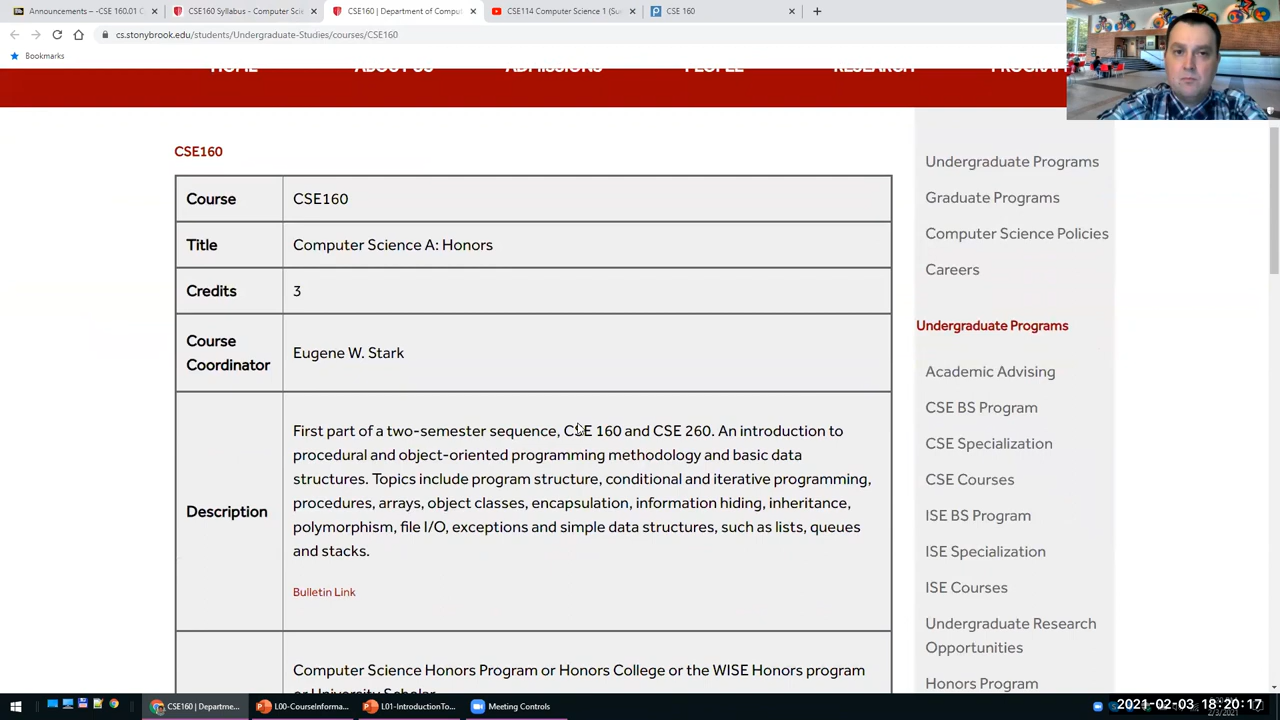 Announcements – -CSE 160.01 C
CSE160 Syllabus - Computer Scie
CSE160 | Department of Comput
CSE114 Computer Science 1 (Su
CSE 160
cs.stonybrook.edu/students/Undergraduate-Studies/courses/CSE160
Bookmarks
HOME ABOUT US ADMISSIONS PEOPLE RESEARCH PROGRAM
CSE160
Course CSE160
Title Computer Science A: Honors
Credits 3
Course
Coordinator
Eugene W. Stark
Description
First part of a two-semester sequence, CSE 160 and CSE 260. An introduction to
procedural and object-oriented programming methodology and basic data
structures. Topics include program structure, conditional and iterative programming,
procedures, arrays, object classes, encapsulation, information hiding, inheritance,
polymorphism, file I/O, exceptions and simple data structures, such as lists, queues
and stacks.
Bulletin Link
Computer Science Honors Program or Honors College or the WISE Honors program
or University Scholar
Undergraduate Programs
Graduate Programs
Computer Science Policies
Careers
Undergraduate Programs
Academic Advising
CSE BS Program
CSE Specialization
CSE Courses
ISE BS Program
ISE Specialization
ISE Courses
Undergraduate Research
Opportunities
Honors Program
CSE160 | Departme...
L00-CourseInforma...
L01-IntroductionTo...
Meeting Controls
2021-02-03 18:20:17